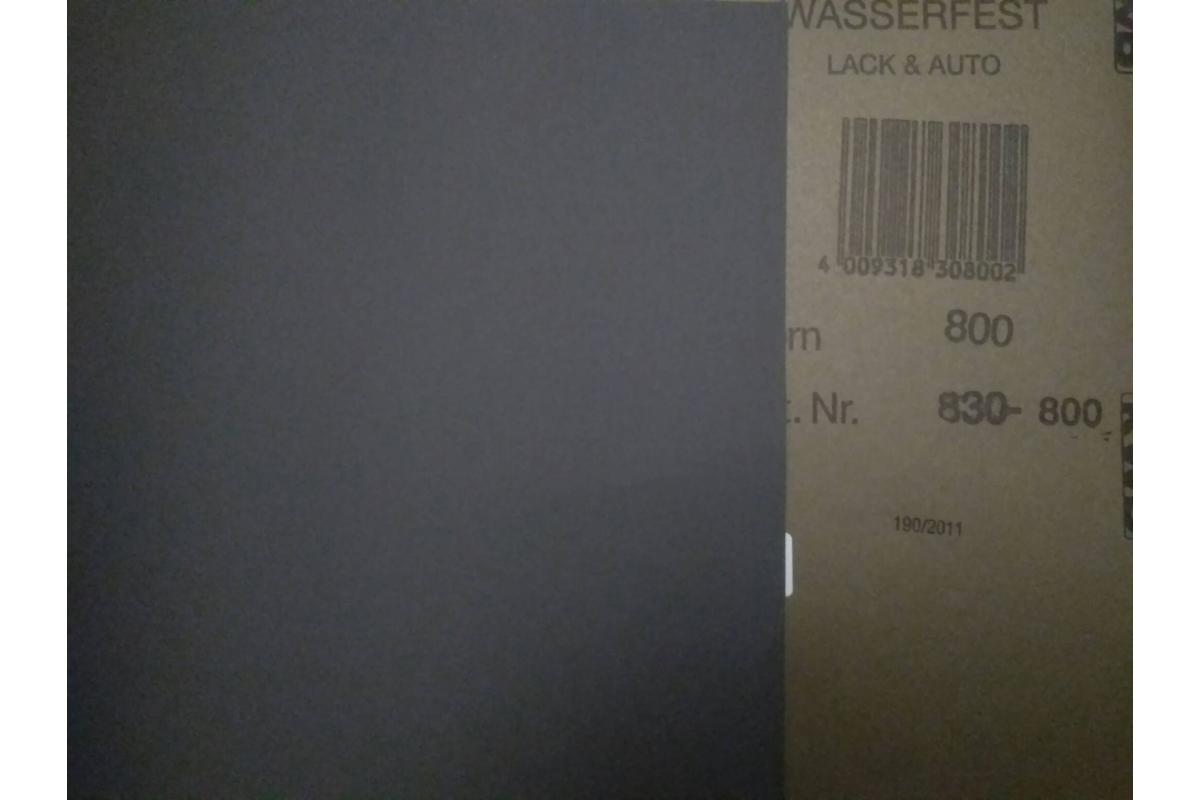 WASSERFEST
LACK & AUTO
4 009318 308002
rn 800
t. Nr. 830- 800
190/2011